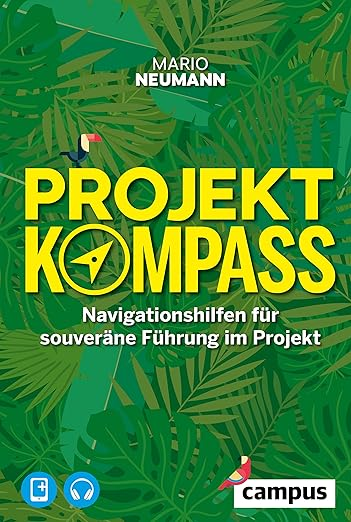 MARIO
NEUMANN
PROJEKT
KOMPASS
Navigationshilfen für
souveräne Führung im Projekt
campus